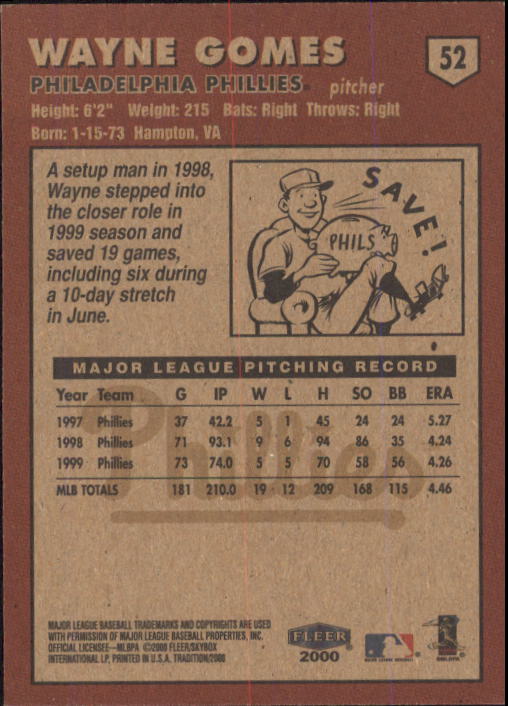 WAYNE GOMES
52
PHILADELPHIA PHILLIES® pitcher
Height: 6'2" Weight: 215 Bats: Right Throws: Right
Born: 1-15-73 Hampton, VA
A setup man in 1998,
Wayne stepped into
the closer role in
1999 season and
saved 19 games,
including six during
a 10-day stretch
in June.
SAVE!
PHILS
MAJOR LEAGUE PITCHING RECORD
Year Team G IP W L H SO BB ERA
1997 Phillies 37 42.2 5 1 45 24 24 5.27
1998 Phillies 71 93.1 9 6 94 86 35 4.24
1999 Phillies 73 74.0 5 5 70 58 56 4.26
MLB TOTALS 181 210.0 19 12 209 168 115 4.46
Phillies
MAJOR LEAGUE BASEBALL TRADEMARKS AND COPYRIGHTS ARE USED
WITH PERMISSION OF MAJOR LEAGUE BASEBALL PROPERTIES, INC.
OFFICIAL LICENSEE—MLBPA ©2000 FLEER/SKYBOX
INTERNATIONAL LP, PRINTED IN U.S.A. TRADITION/2000
FLEER
2000